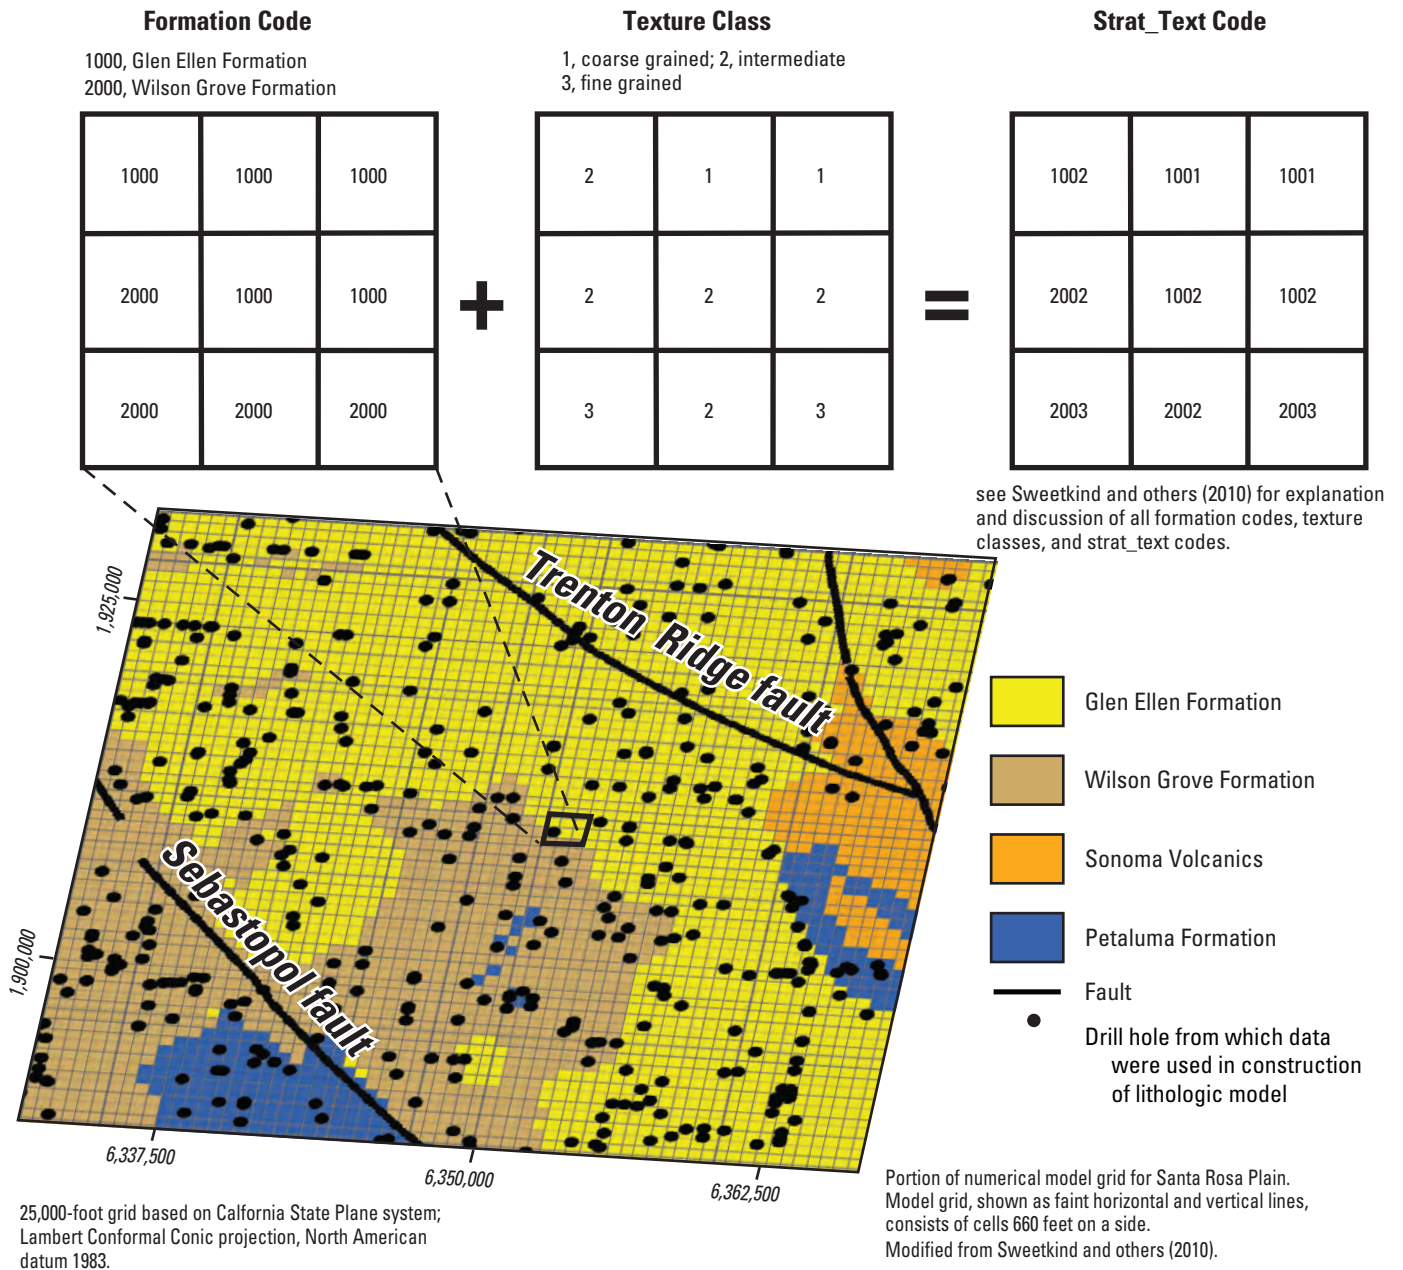 Formation Code
1000, Glen Ellen Formation
2000, Wilson Grove Formation
Texture Class
1, coarse grained; 2, intermediate
3, fine grained
Strat_Text Code
1000 1000 1000
2000 1000 1000
2000 2000 2000
+
2 1 1
2 2 2
3 2 3
=
1002 1001 1001
2002 1002 1002
2003 2002 2003
see Sweetkind and others (2010) for explanation
and discussion of all formation codes, texture
classes, and strat_text codes.
1,925,000
1,900,000
Trenton Ridge fault
Sebastopol fault
6,337,500
6,350,000
6,362,500
Glen Ellen Formation
Wilson Grove Formation
Sonoma Volcanics
Petaluma Formation
Fault
Drill hole from which data
were used in construction
of lithologic model
25,000-foot grid based on Calfornia State Plane system;
Lambert Conformal Conic projection, North American
datum 1983.
Portion of numerical model grid for Santa Rosa Plain.
Model grid, shown as faint horizontal and vertical lines,
consists of cells 660 feet on a side.
Modified from Sweetkind and others (2010).